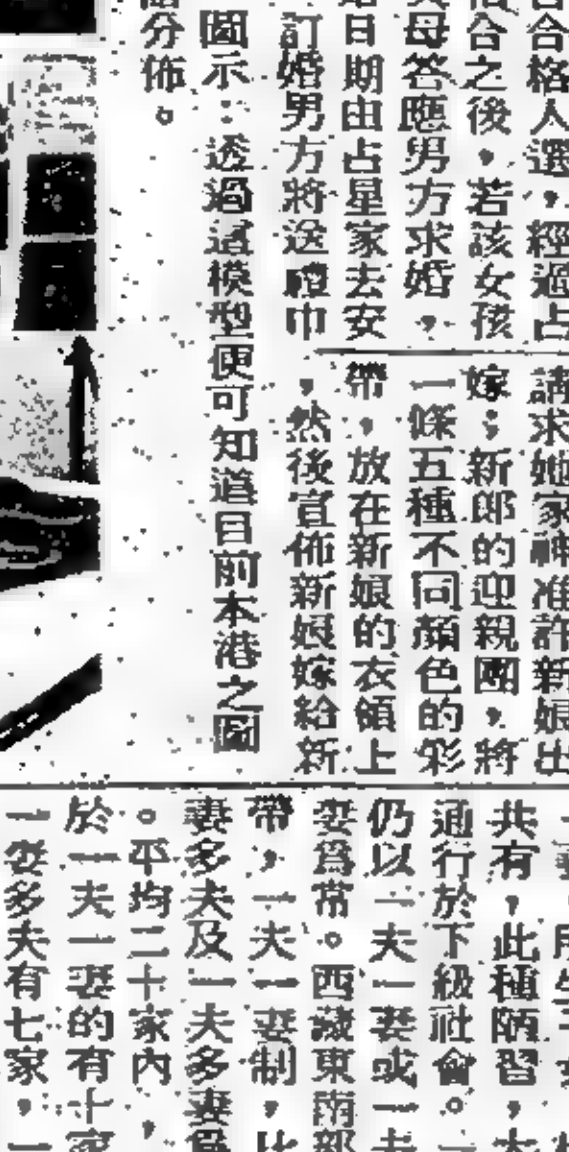 合格人選，經過占
合之後，若該女孩
母答應男方求婚，
日期由占星家去安
訂婚男方將送禮巾
圖示：透過這模型便可知道目前本港之圖
分佈。
請求她家神准許新娘出
嫁；新郎的迎親團，將
一條五種不同顏色的彩
帶，放在新娘的衣領上
，然後宣佈新娘嫁給新
共有，此種陋習，大
通行於下級社會。一
仍以一夫一妻或一夫
妻爲常。西藏東南部
帶，一夫一妻制，比
妻多夫及一夫多妻爲
。平均二十家內，
於一夫一妻的有十家
一妻多夫有七家，一